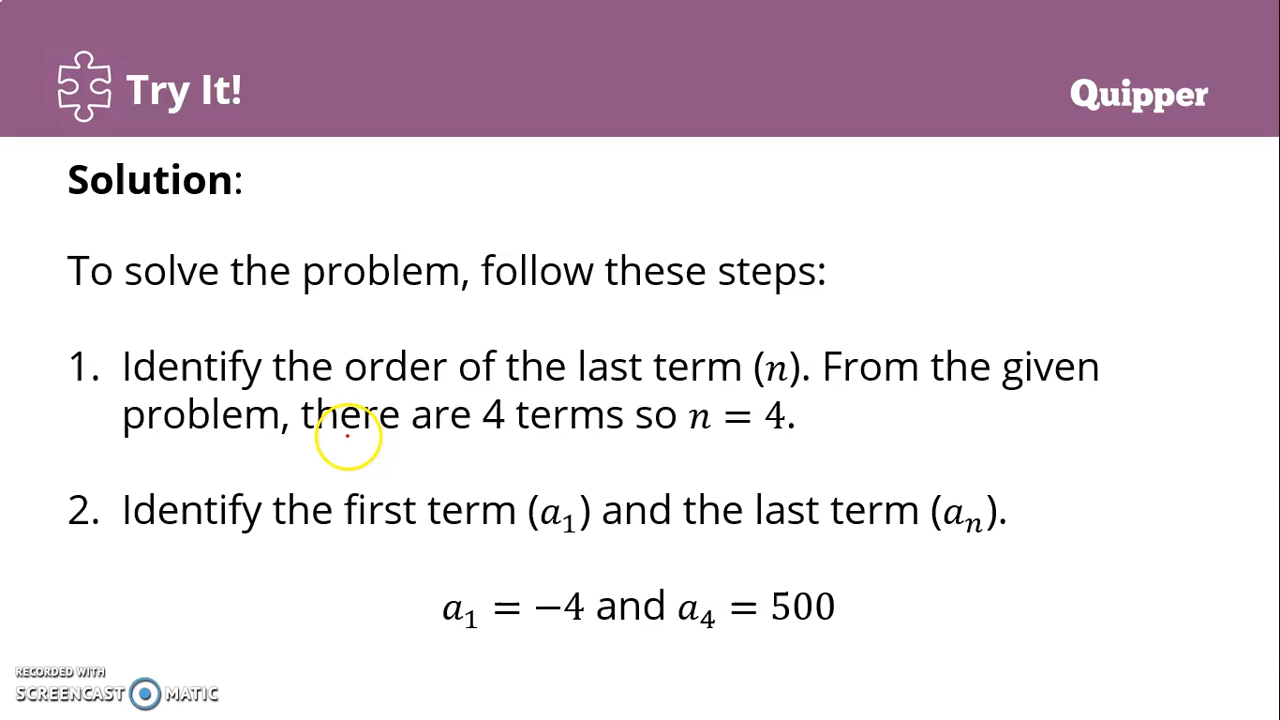 Try It!
Quipper
Solution:
To solve the problem, follow these steps:
1. Identify the order of the last term (𝑛). From the given
problem, there are 4 terms so 𝑛 = 4.
2. Identify the first term (𝑎₁) and the last term (𝑎ₙ).
𝑎₁ = −4 and 𝑎₄ = 500
RECORDED WITH
SCREENCAST MATIC